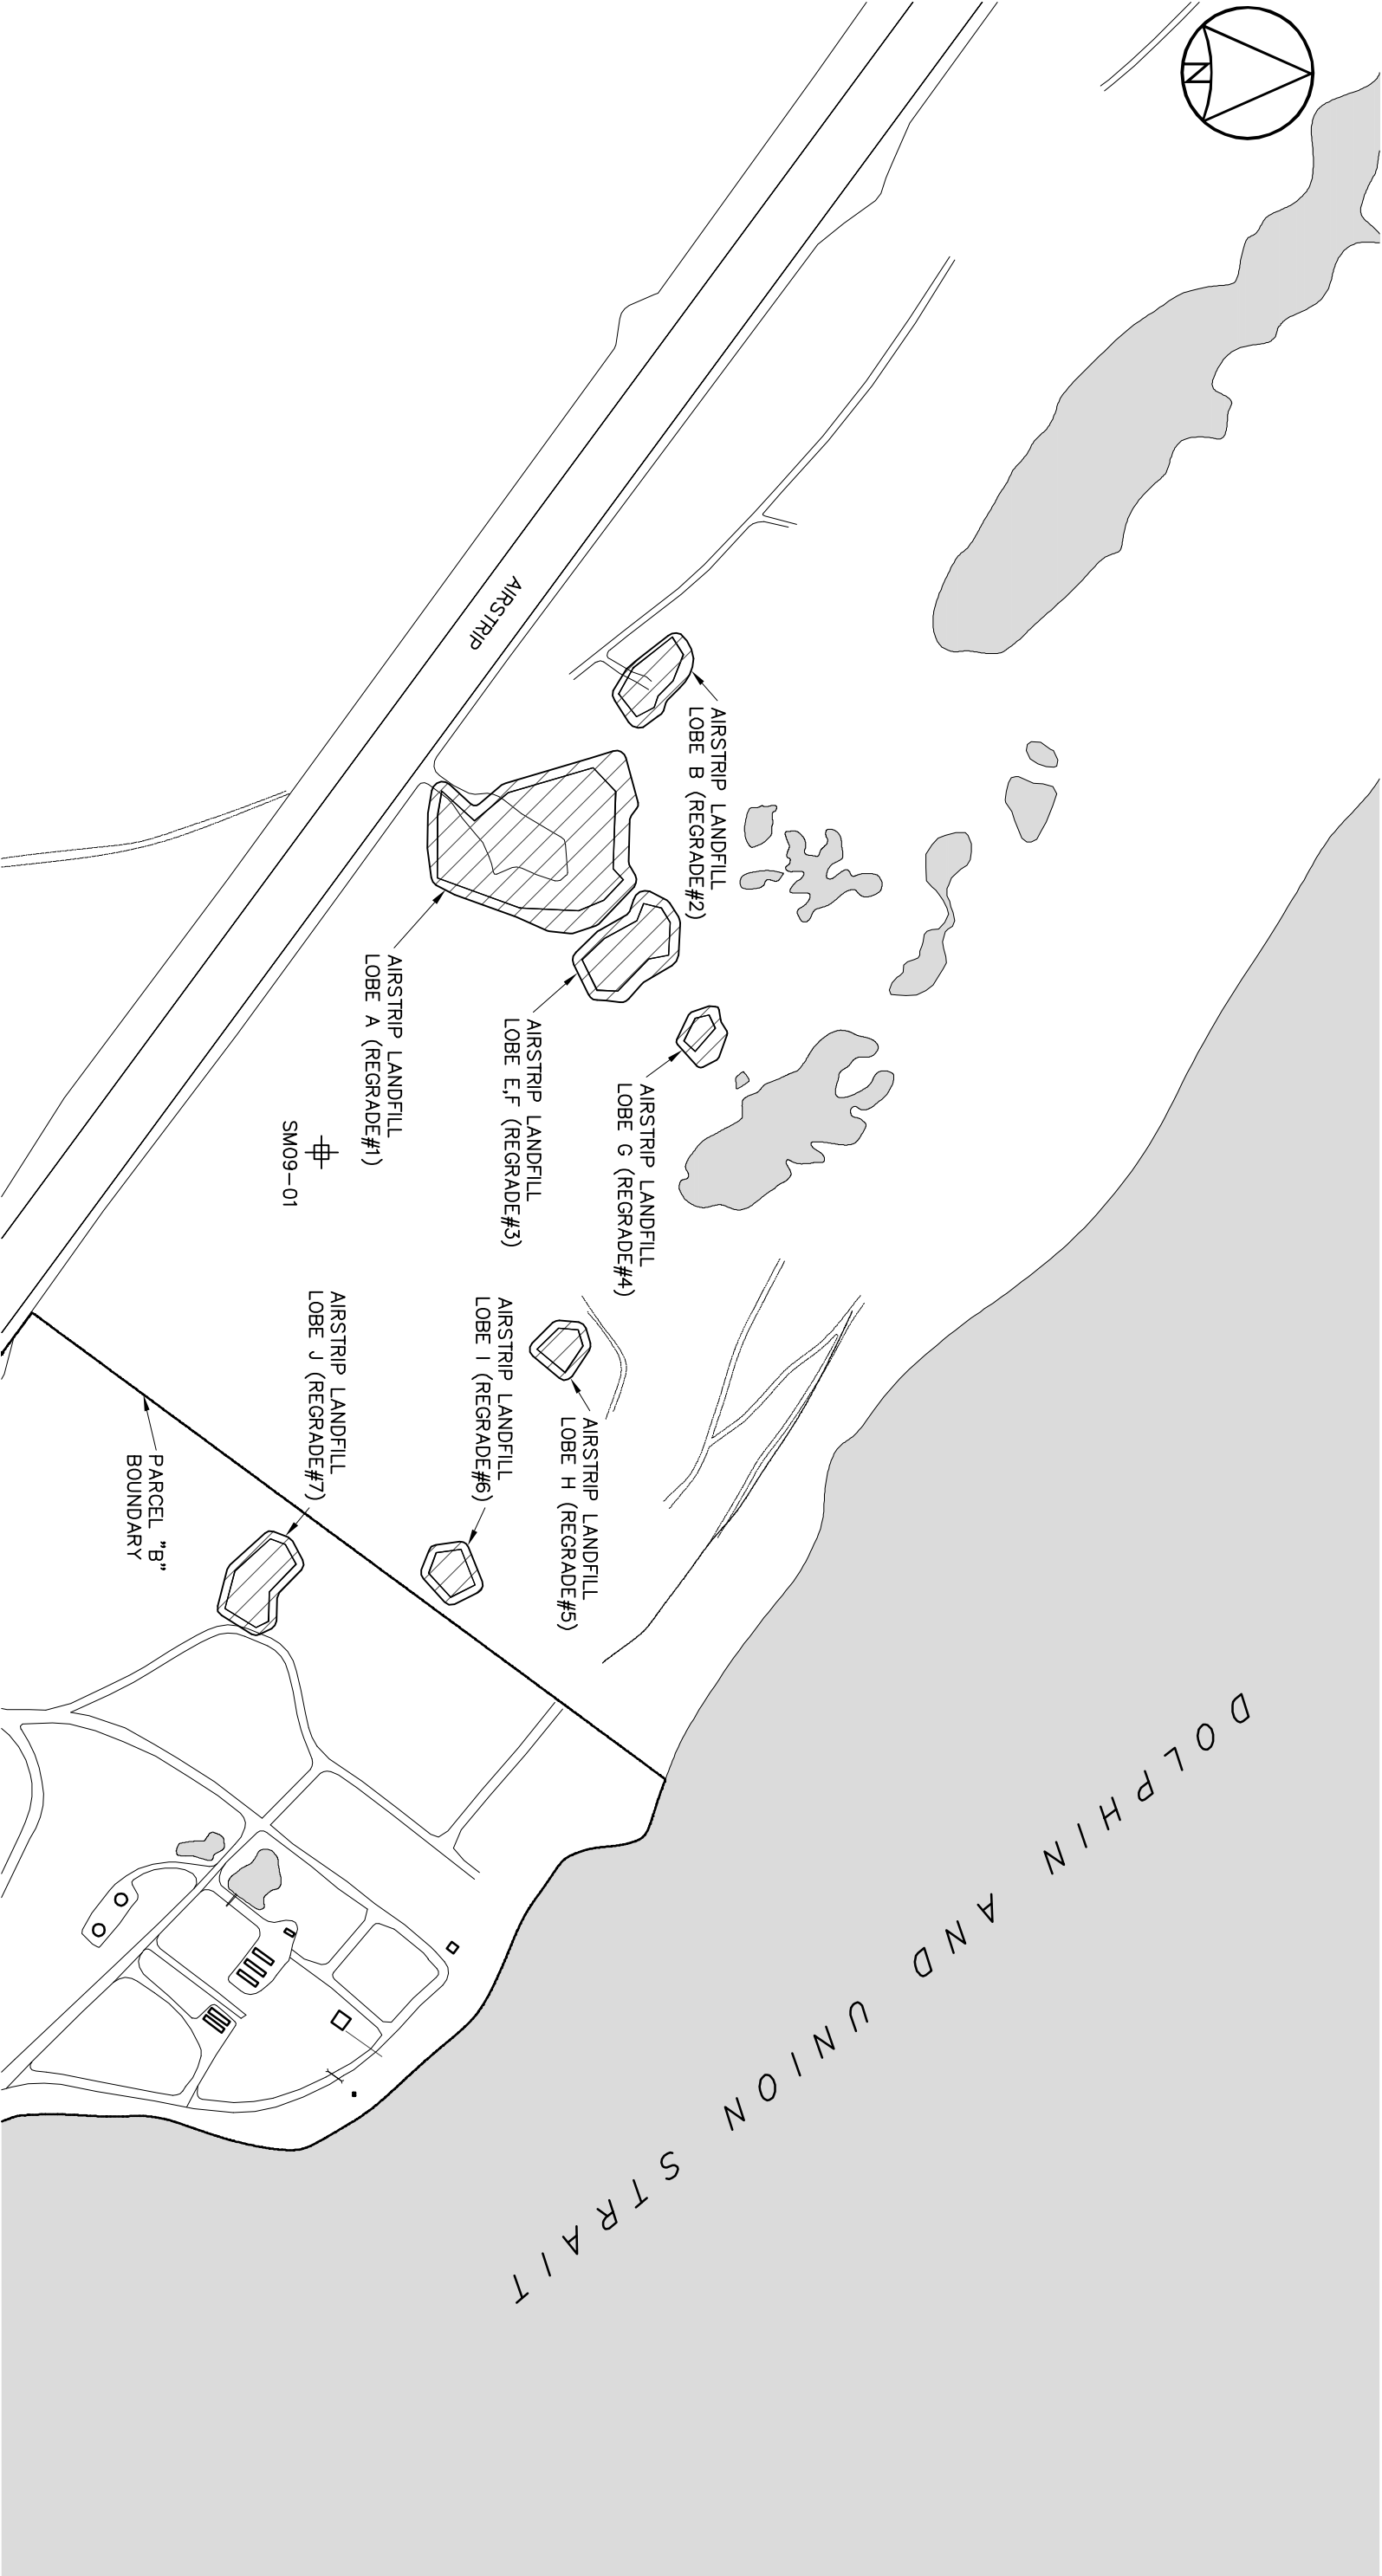 N
AIRSTRIP
AIRSTRIP LANDFILL
LOBE B (REGRADE#2)
AIRSTRIP LANDFILL
LOBE A (REGRADE#1)
AIRSTRIP LANDFILL
LOBE E,F (REGRADE#3)
AIRSTRIP LANDFILL
LOBE G (REGRADE#4)
SM09-01
AIRSTRIP LANDFILL
LOBE H (REGRADE#5)
AIRSTRIP LANDFILL
LOBE I (REGRADE#6)
AIRSTRIP LANDFILL
LOBE J (REGRADE#7)
PARCEL "B"
BOUNDARY
DOLPHIN AND UNION STRAIT